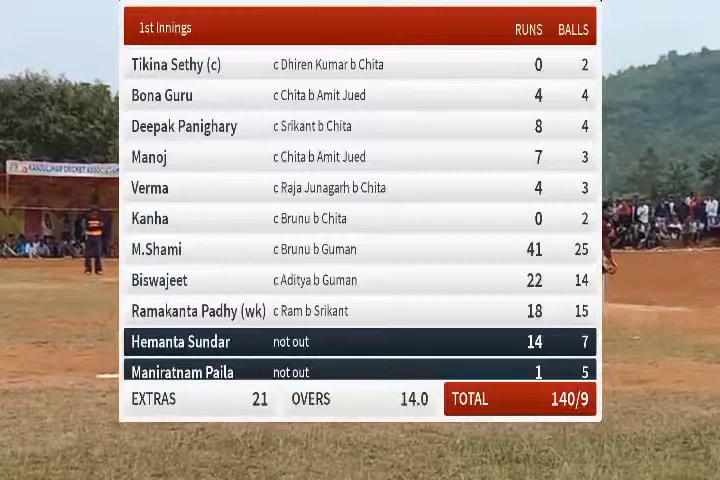 1st Innings RUNS BALLS
Tikina Sethy (c) c Dhiren Kumar b Chita 0 2
Bona Guru c Chita b Amit Jued 4 4
Deepak Panighary c Srikant b Chita 8 4
Manoj c Chita b Amit Jued 7 3
Verma c Raja Junagarh b Chita 4 3
Kanha c Brunu b Chita 0 2
M.Shami c Brunu b Guman 41 25
Biswajeet c Aditya b Guman 22 14
Ramakanta Padhy (wk) c Ram b Srikant 18 15
Hemanta Sundar not out 14 7
Maniratnam Paila not out 1 5
EXTRAS 21 OVERS 14.0 TOTAL 140/9
CRICKET